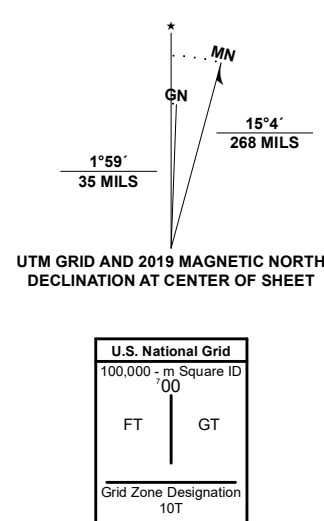 ★
MN
GN
15°4´
268 MILS
1°59´
35 MILS
UTM GRID AND 2019 MAGNETIC NORTH
DECLINATION AT CENTER OF SHEET
U.S. National Grid
100,000 - m Square ID
⁷00
FT GT
Grid Zone Designation
10T